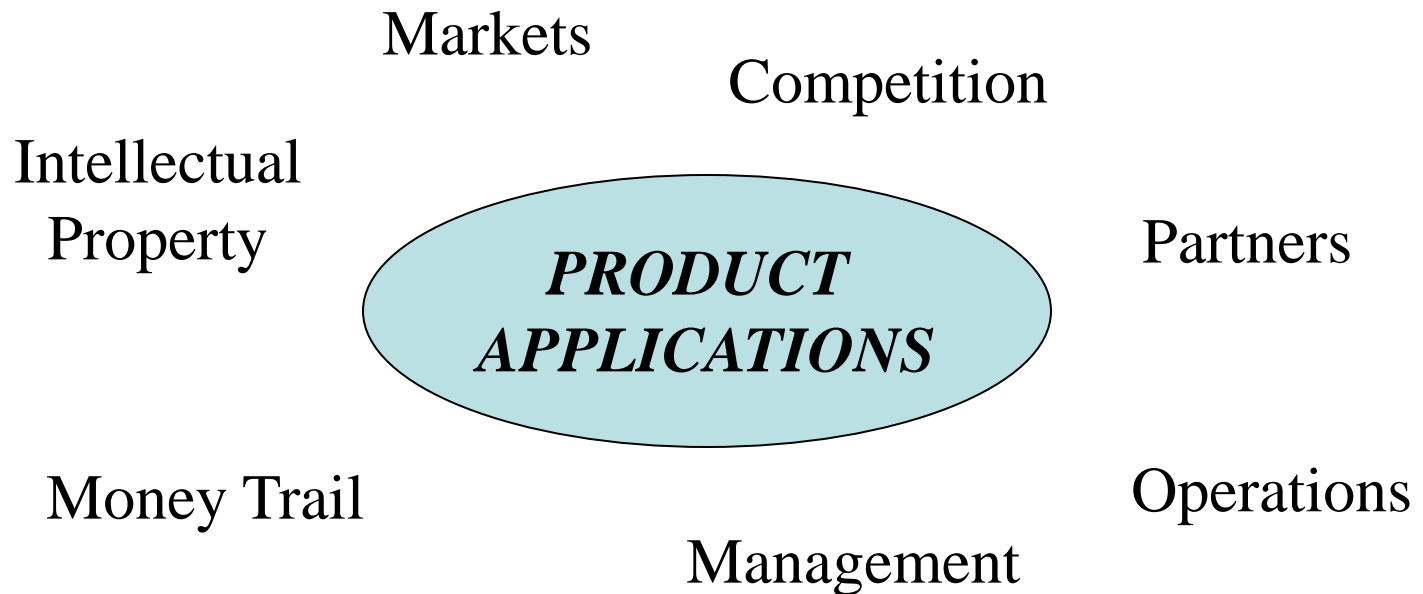 Markets
Competition
Intellectual
Property
Partners
PRODUCT
APPLICATIONS
Money Trail
Operations
Management